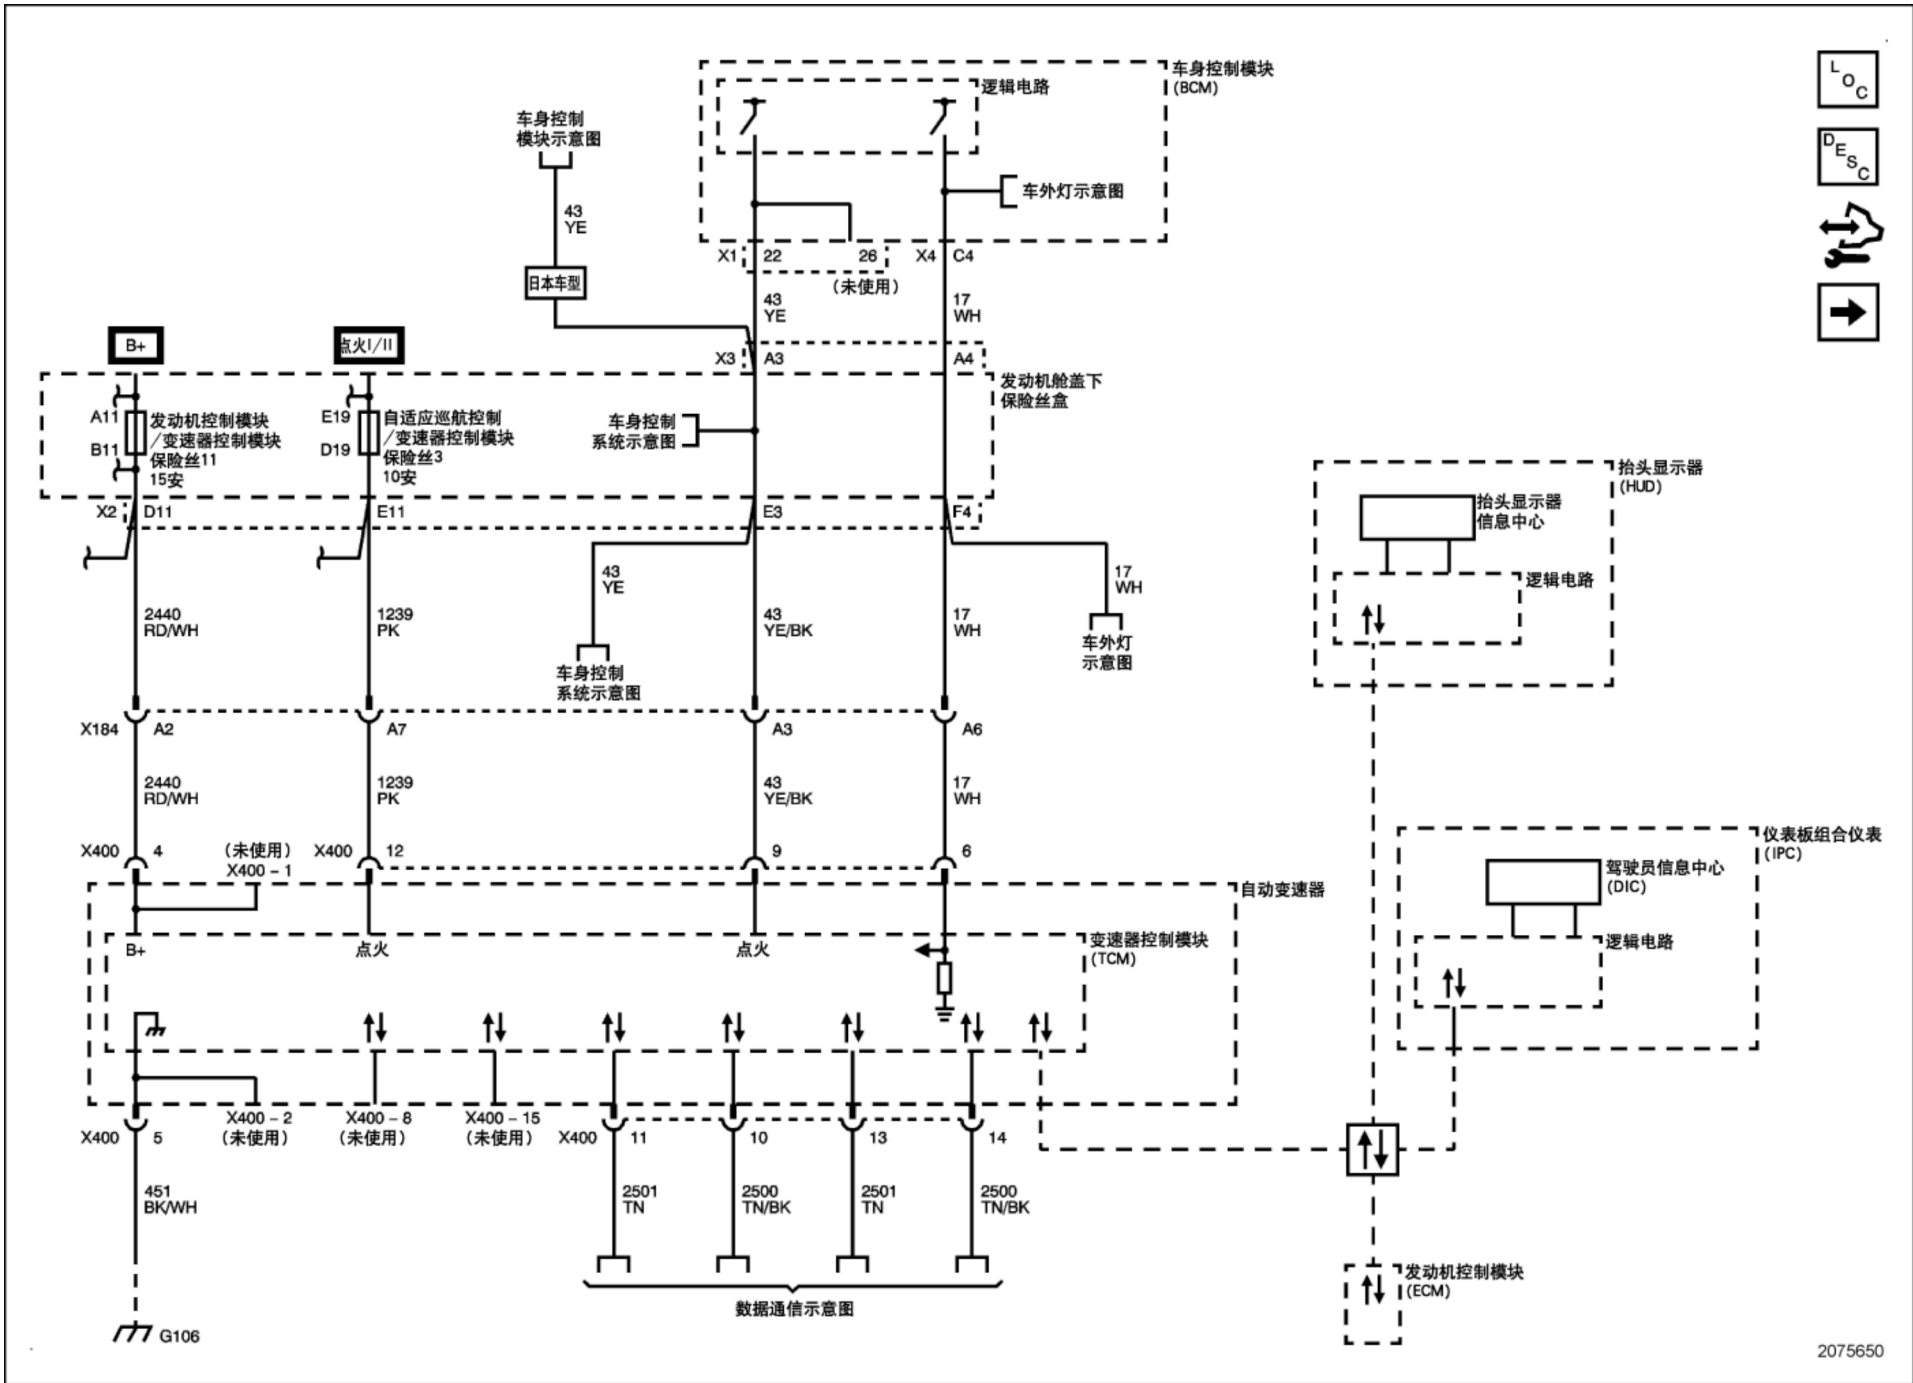 车身控制模块
(BCM)
逻辑电路
车外灯示意图
车身控制
模块示意图
43
YE
日本车型
X1
22
26
(未使用)
X4
C4
43
YE
17
WH
L
O
C
D
E
S
C
B+
点火I/II
X3
A3
A4
发动机舱盖下
保险丝盒
A11
B11
发动机控制模块
/变速器控制模块
保险丝11
15安
E19
D19
自适应巡航控制
/变速器控制模块
保险丝3
10安
车身控制
系统示意图
X2
D11
E11
E3
F4
2440
RD/WH
1239
PK
43
YE
43
YE/BK
17
WH
17
WH
车身控制
系统示意图
车外灯
示意图
抬头显示器
(HUD)
抬头显示器
信息中心
逻辑电路
X184
A2
A7
A3
A6
2440
RD/WH
1239
PK
43
YE/BK
17
WH
X400
4
(未使用)
X400 - 1
X400
12
9
6
自动变速器
B+
点火
点火
变速器控制模块
(TCM)
仪表板组合仪表
(IPC)
驾驶员信息中心
(DIC)
逻辑电路
X400
5
X400 - 2
(未使用)
X400 - 8
(未使用)
X400 - 15
(未使用)
X400
11
10
13
14
451
BK/WH
2501
TN
2500
TN/BK
2501
TN
2500
TN/BK
数据通信示意图
发动机控制模块
(ECM)
G106
2075650